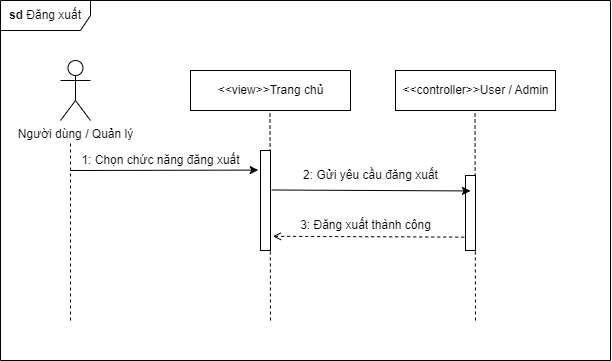 sd Đăng xuất
<<view>>Trang chủ
<<controller>>User / Admin
Người dùng / Quản lý
1: Chọn chức năng đăng xuất
2: Gửi yêu cầu đăng xuất
3: Đăng xuất thành công